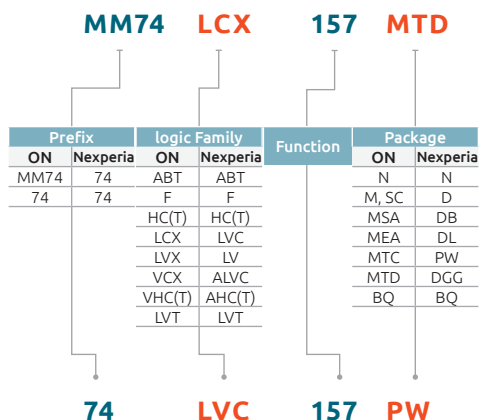 MM74 LCX 157 MTD
Prefix logic Family Function Package
ON Nexperia ON Nexperia ON Nexperia
MM74 74 ABT ABT N N
74 74 F F M, SC D
HC(T) HC(T) MSA DB
LCX LVC MEA DL
LVX LV MTC PW
VCX ALVC MTD DGG
VHC(T) AHC(T) BQ BQ
LVT LVT
74 LVC 157 PW